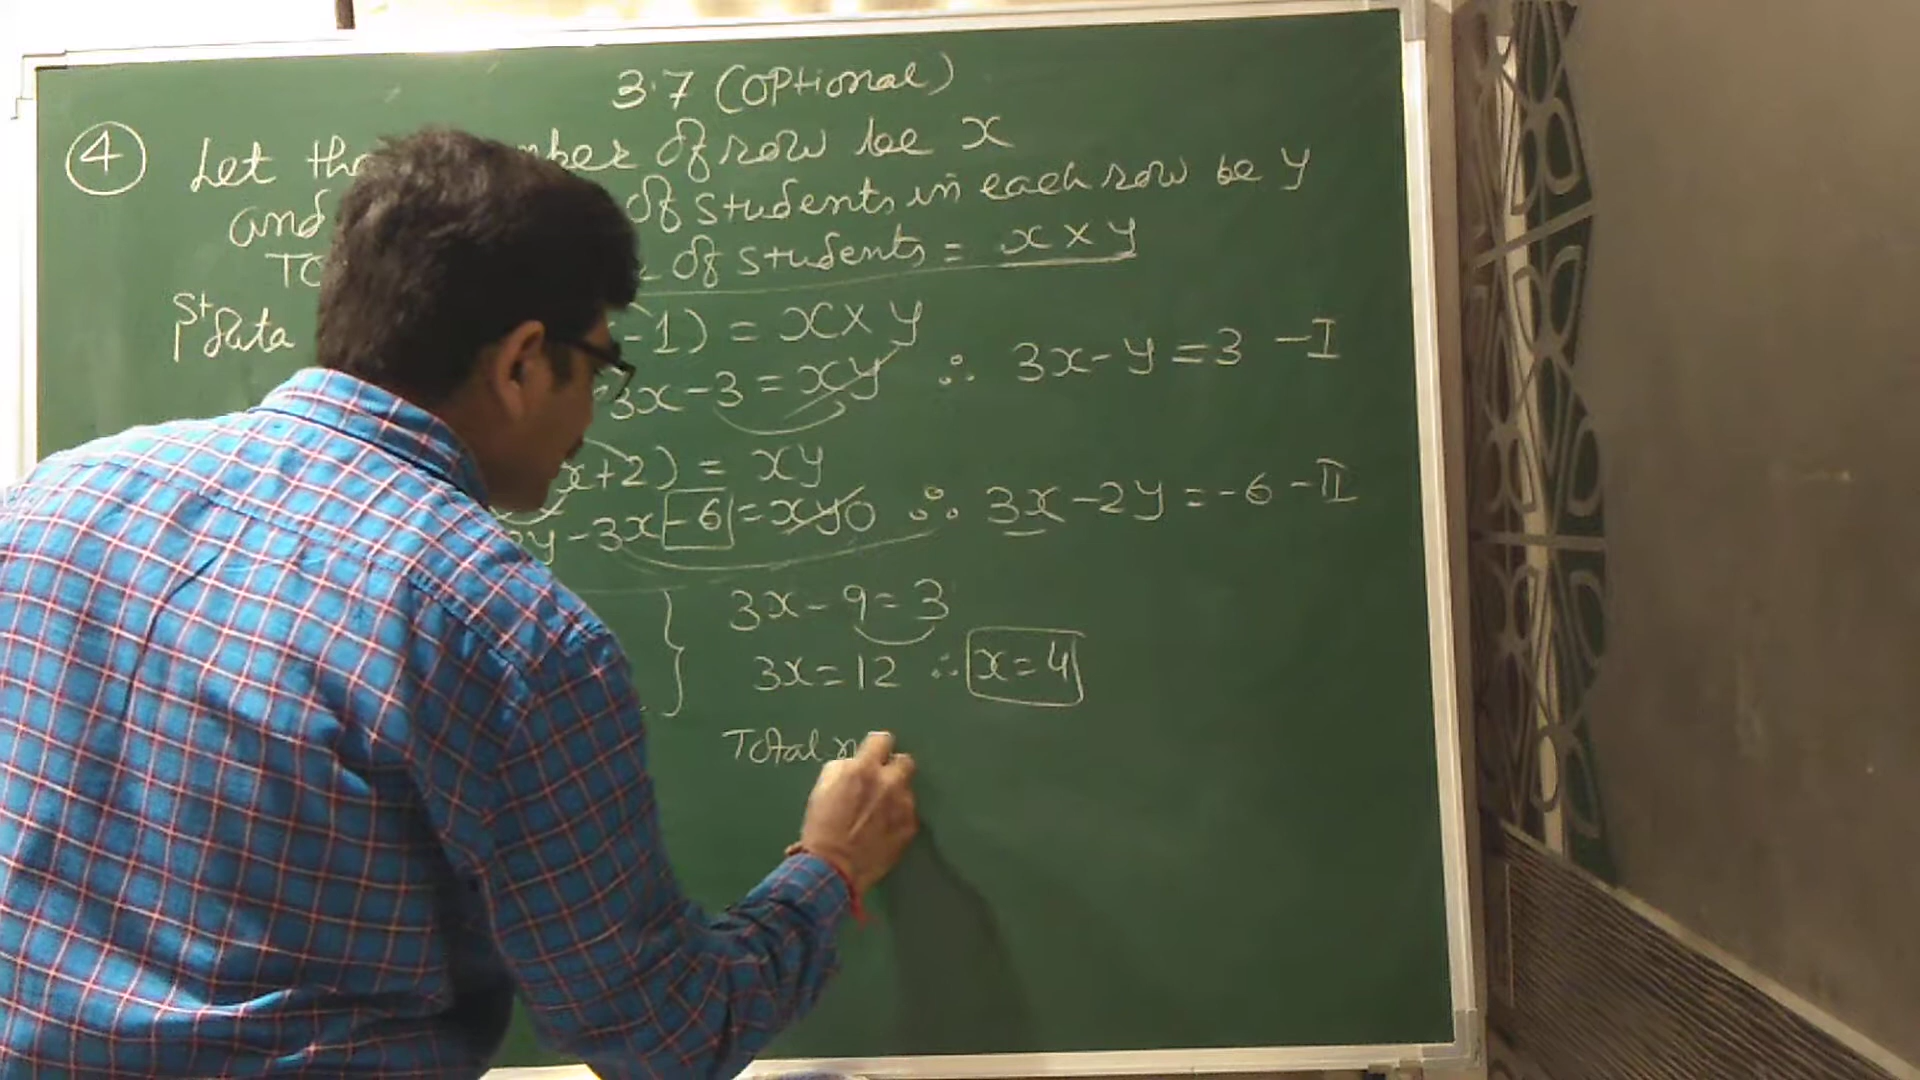 3.7 (Optional)
4 Let the ber of row be x
and of students in each row be y
of students = x × y
1st data -1) = x × y
3x - 3 = xy ∴ 3x - y = 3 - I
x + 2) = xy
y - 3x - 6 = xy 0 ∴ 3x - 2y = -6 - II
3x - 9 = 3
3x = 12 ∴ x = 4
Total n